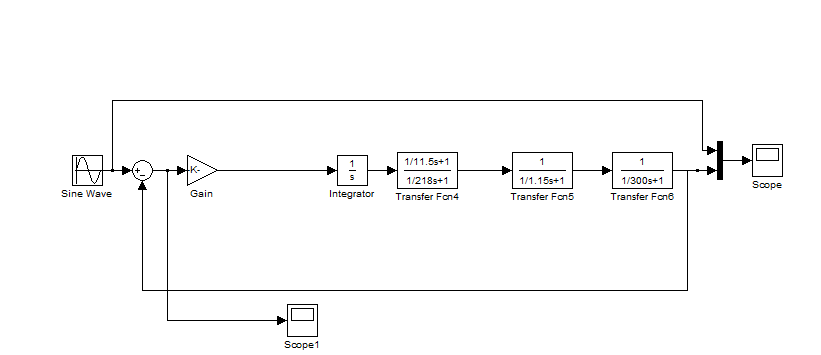 +
-
Sine Wave
K-
Gain
1
s
Integrator
1/11.5s+1
1/218s+1
Transfer Fcn4
1
1/1.15s+1
Transfer Fcn5
1
1/300s+1
Transfer Fcn6
Scope
Scope1